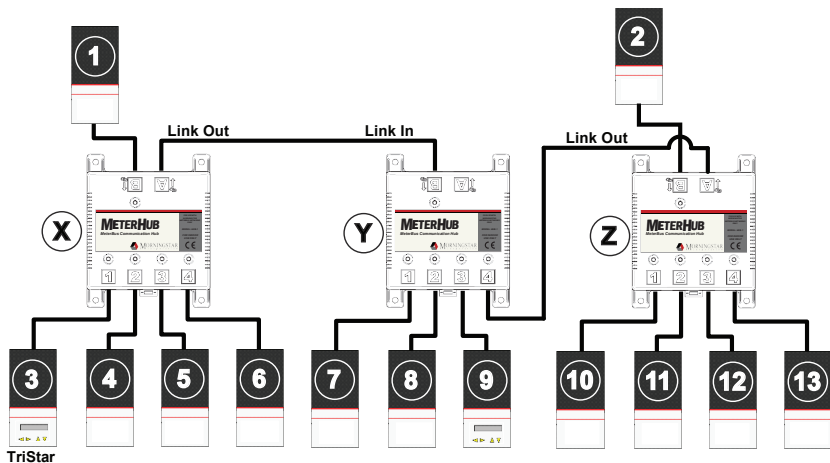 1
2
Link Out
Link In
Link Out
B A
B A
B A
X
METERHUB
MeterBus Communication Hub
MORNINGSTAR
CE
Y
METERHUB
MeterBus Communication Hub
MORNINGSTAR
CE
Z
METERHUB
MeterBus Communication Hub
MORNINGSTAR
CE
1 2 3 4
1 2 3 4
1 2 3 4
3
4
5
6
7
8
9
10
11
12
13
TriStar